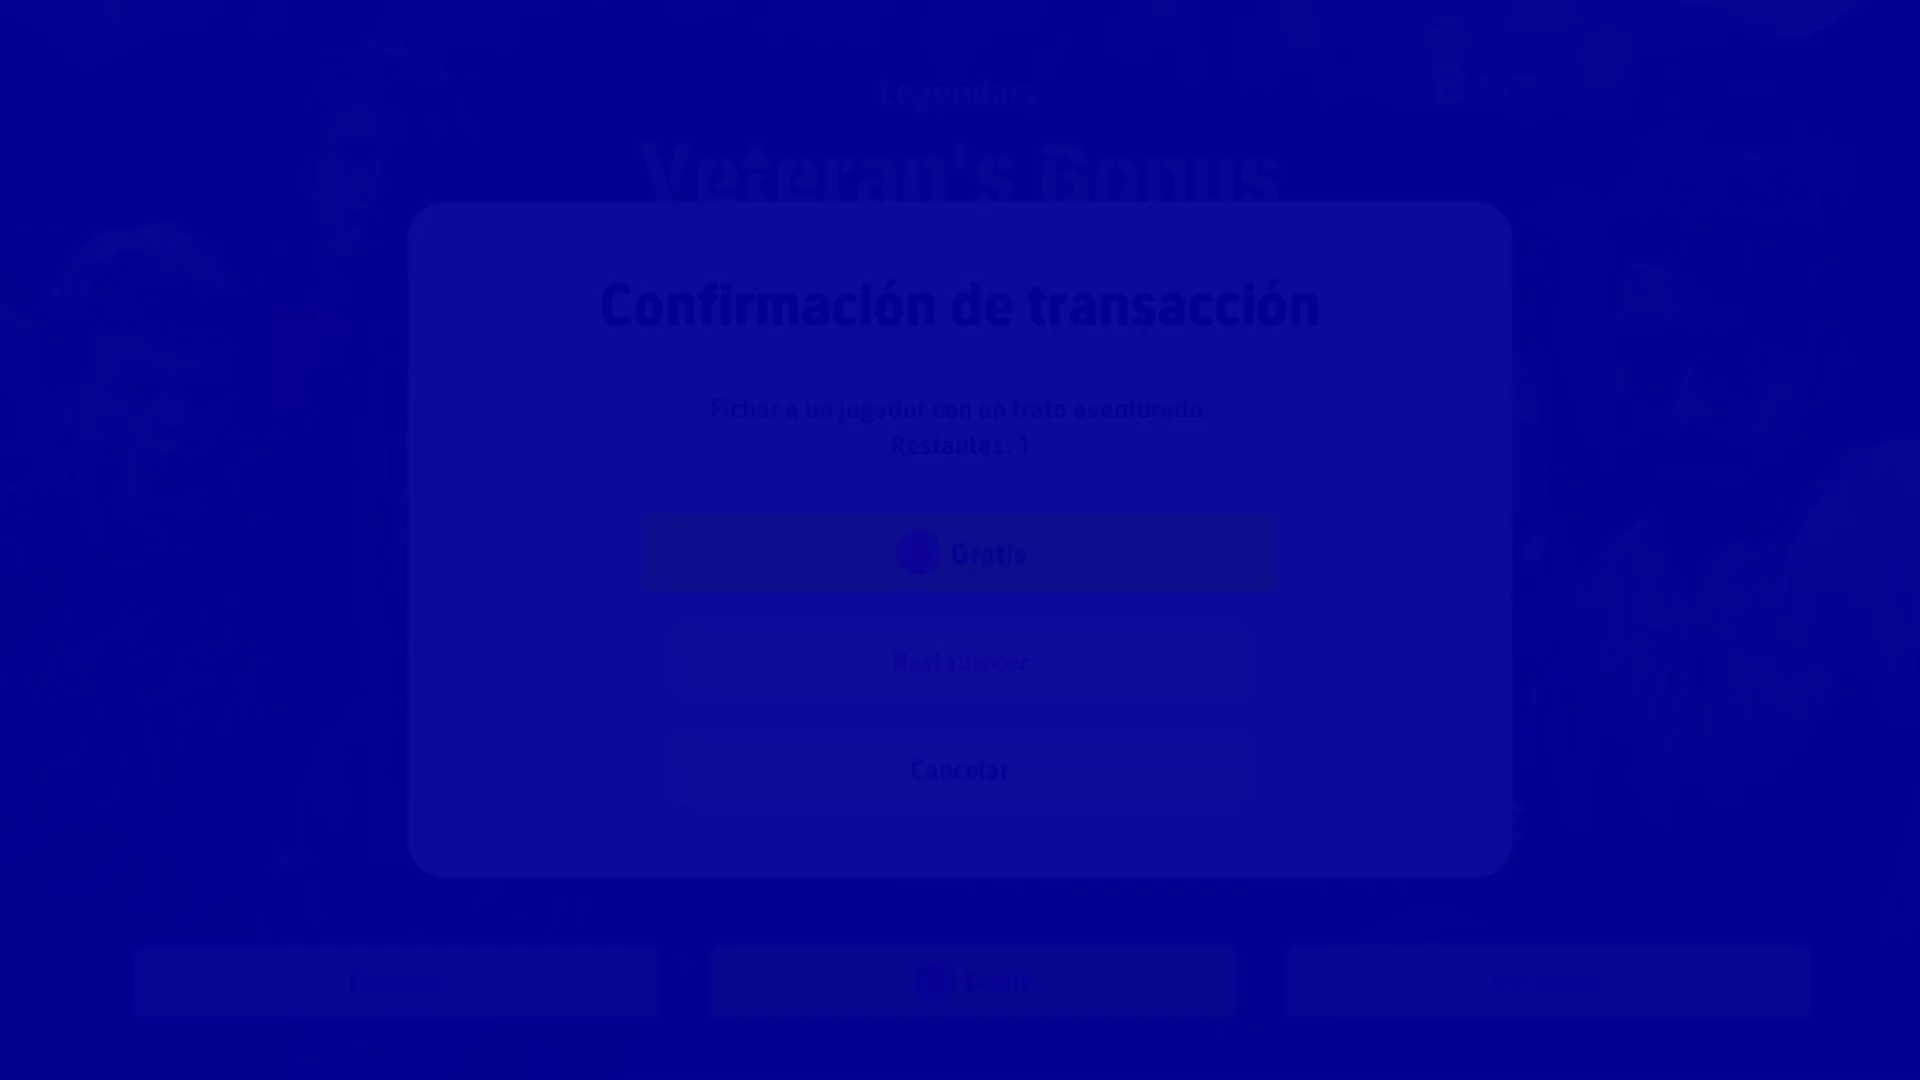 Legendary
Veteran's Bonus
Confirmación de transacción
Fichar a un jugador con un trato aventurado.
Restantes: 1
Gratis
Restablecer
Cancelar
Gratis